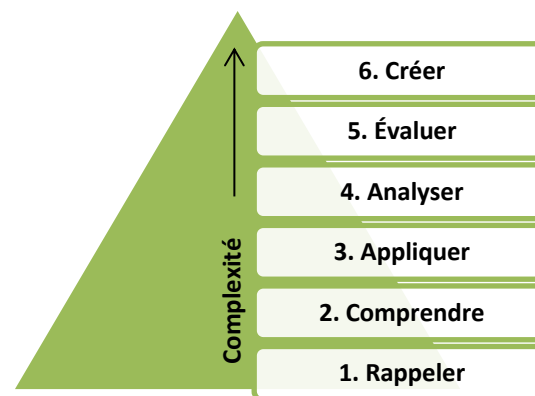 6. Créer
5. Évaluer
4. Analyser
3. Appliquer
2. Comprendre
1. Rappeler
Complexité